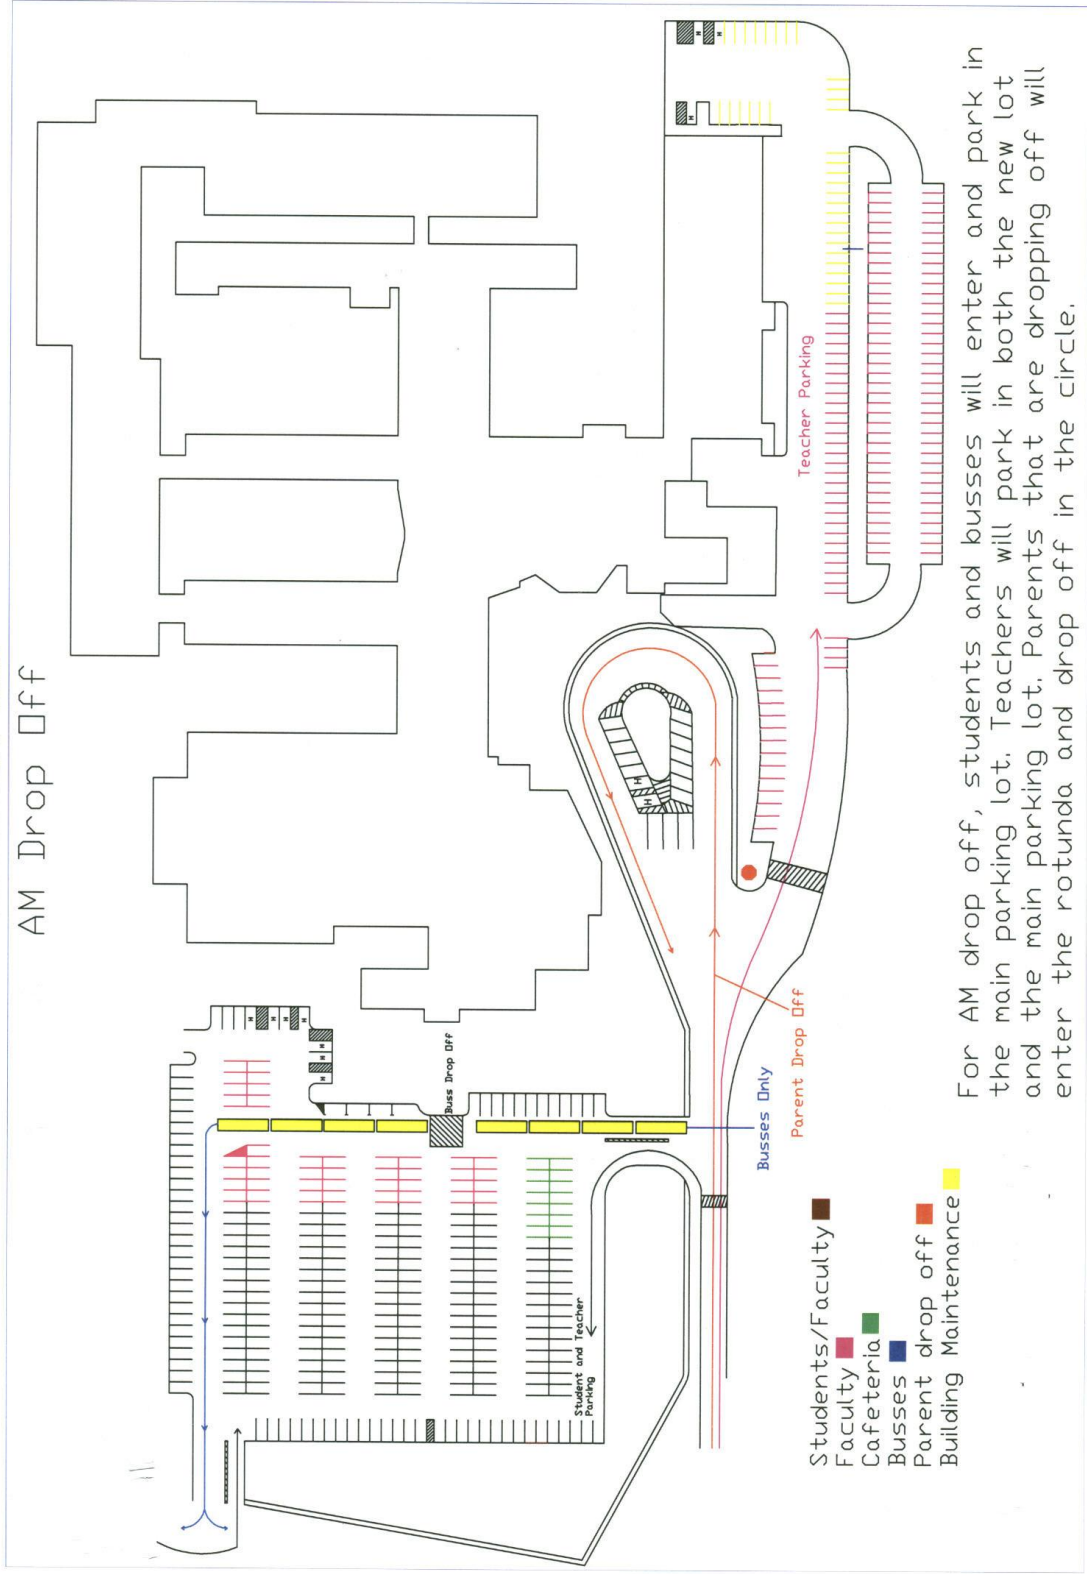 AM Drop Off
Buss Drop Off
Student and Teacher
Parking
Busses Only
Parent Drop Off
Teacher Parking
H
H
H
H
H
H
H
H
H
H
H
Students/Faculty
Faculty
Cafeteria
Busses
Parent drop off
Building Maintenance
For AM drop off, students and busses will enter and park in
the main parking lot. Teachers will park in both the new lot
and the main parking lot. Parents that are dropping off will
enter the rotunda and drop off in the circle.